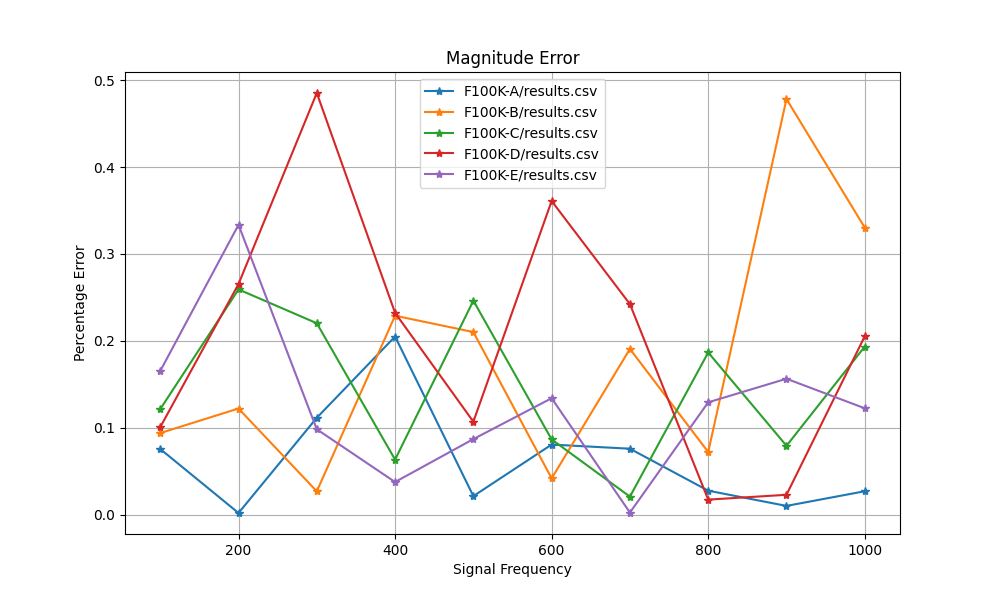 Magnitude Error
Percentage Error
0.5
0.4
0.3
0.2
0.1
0.0
F100K-A/results.csv
F100K-B/results.csv
F100K-C/results.csv
F100K-D/results.csv
F100K-E/results.csv
200
400
600
800
1000
Signal Frequency